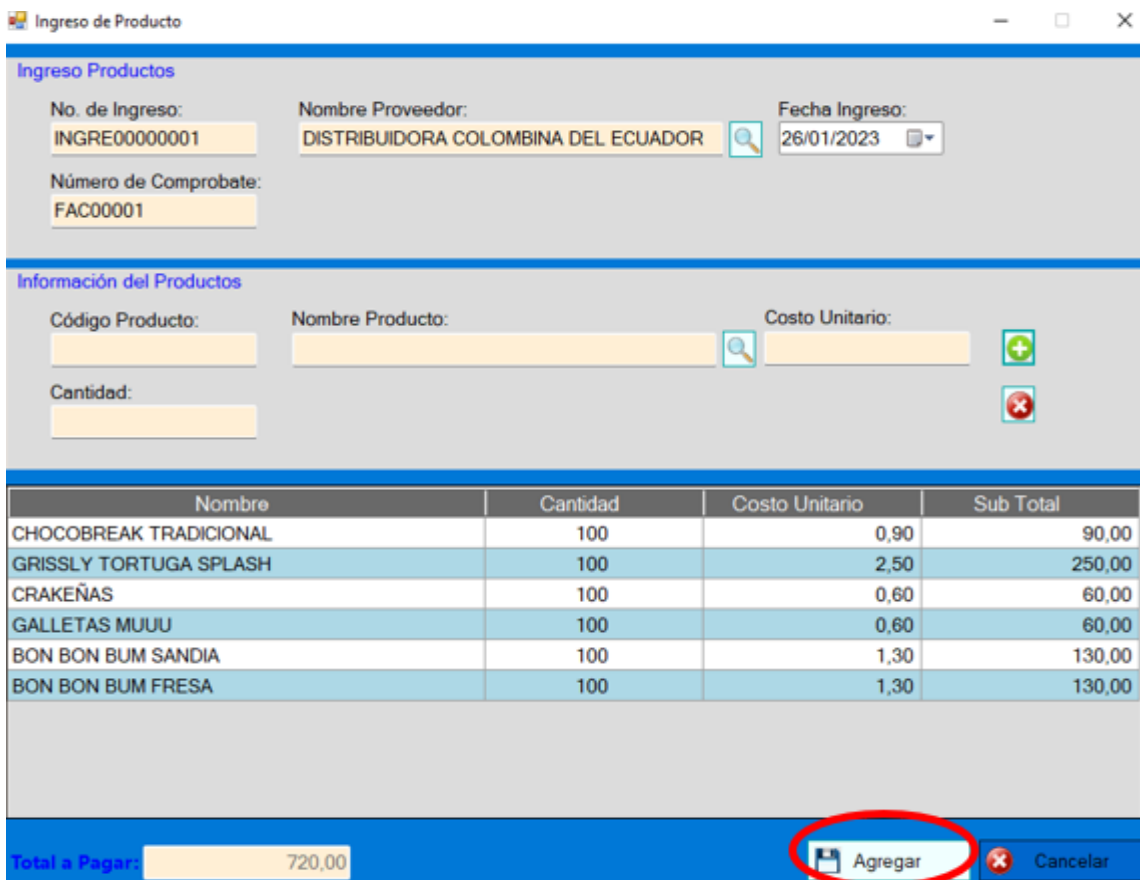 Ingreso de Producto
Ingreso Productos
No. de Ingreso: Nombre Proveedor: Fecha Ingreso:
INGRE00000001 DISTRIBUIDORA COLOMBINA DEL ECUADOR 26/01/2023
Número de Comprobate:
FAC00001
Información del Productos
Código Producto: Nombre Producto: Costo Unitario:
Cantidad:
Nombre Cantidad Costo Unitario Sub Total
CHOCOBREAK TRADICIONAL 100 0,90 90,00
GRISSLY TORTUGA SPLASH 100 2,50 250,00
CRAKEÑAS 100 0,60 60,00
GALLETAS MUUU 100 0,60 60,00
BON BON BUM SANDIA 100 1,30 130,00
BON BON BUM FRESA 100 1,30 130,00
Total a Pagar: 720,00 Agregar Cancelar